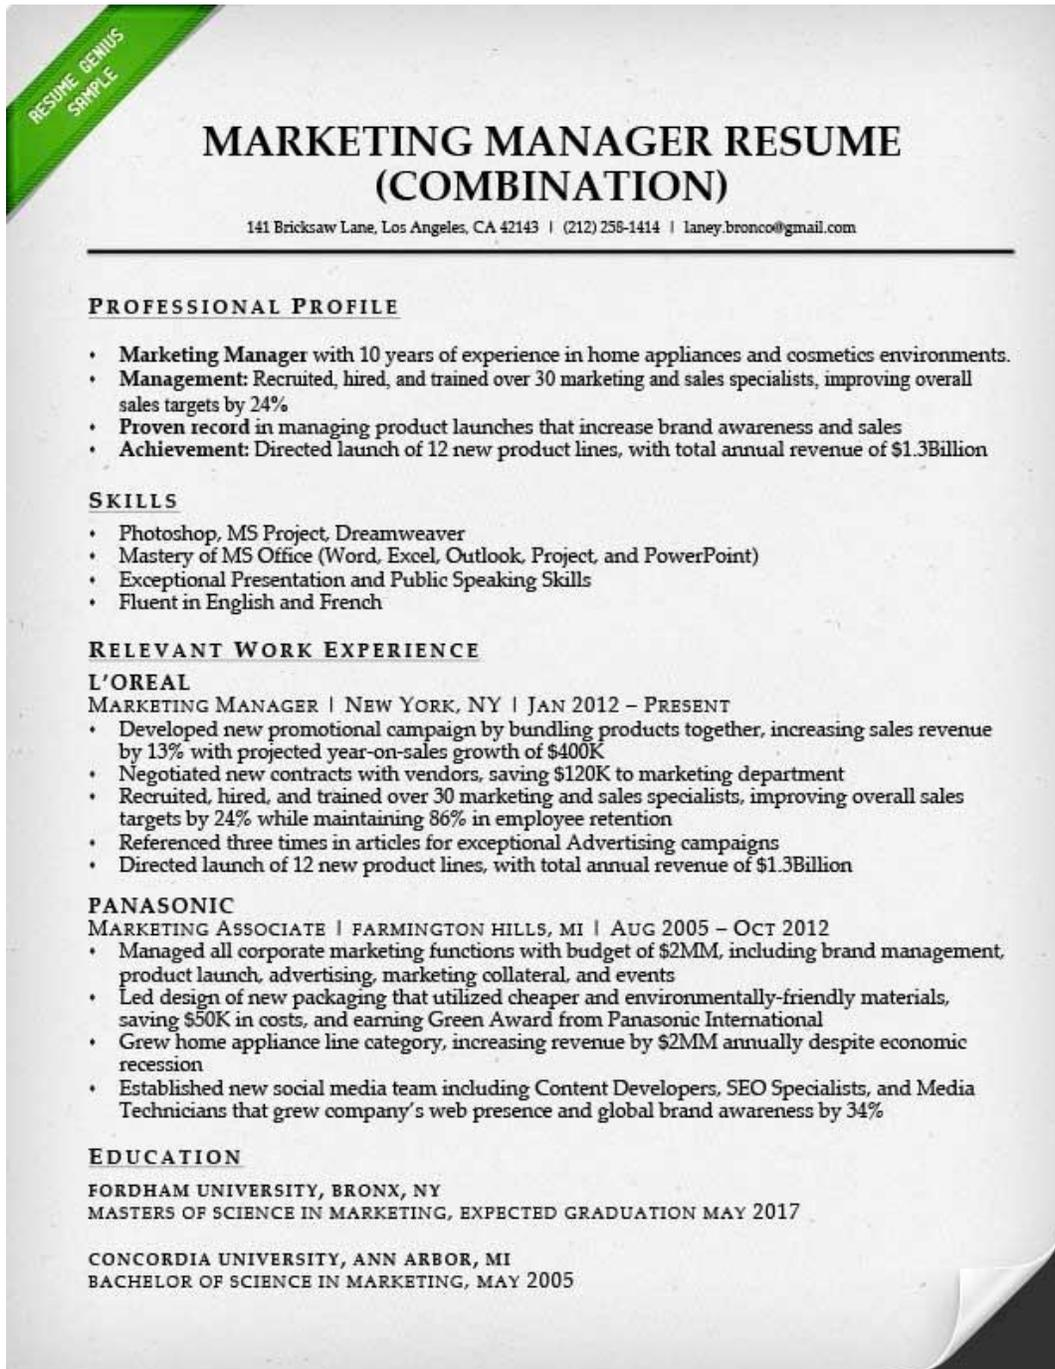 RESUME GENIUS
SAMPLE
MARKETING MANAGER RESUME
(COMBINATION)
141 Bricksaw Lane, Los Angeles, CA 42143 | (212) 258-1414 | laney.bronco@gmail.com
PROFESSIONAL PROFILE
• Marketing Manager with 10 years of experience in home appliances and cosmetics environments.
• Management: Recruited, hired, and trained over 30 marketing and sales specialists, improving overall
sales targets by 24%
• Proven record in managing product launches that increase brand awareness and sales
• Achievement: Directed launch of 12 new product lines, with total annual revenue of $1.3Billion
SKILLS
• Photoshop, MS Project, Dreamweaver
• Mastery of MS Office (Word, Excel, Outlook, Project, and PowerPoint)
• Exceptional Presentation and Public Speaking Skills
• Fluent in English and French
RELEVANT WORK EXPERIENCE
L'OREAL
MARKETING MANAGER | NEW YORK, NY | JAN 2012 – PRESENT
• Developed new promotional campaign by bundling products together, increasing sales revenue
by 13% with projected year-on-sales growth of $400K
• Negotiated new contracts with vendors, saving $120K to marketing department
• Recruited, hired, and trained over 30 marketing and sales specialists, improving overall sales
targets by 24% while maintaining 86% in employee retention
• Referenced three times in articles for exceptional Advertising campaigns
• Directed launch of 12 new product lines, with total annual revenue of $1.3Billion
PANASONIC
MARKETING ASSOCIATE | FARMINGTON HILLS, MI | AUG 2005 – OCT 2012
• Managed all corporate marketing functions with budget of $2MM, including brand management,
product launch, advertising, marketing collateral, and events
• Led design of new packaging that utilized cheaper and environmentally-friendly materials,
saving $50K in costs, and earning Green Award from Panasonic International
• Grew home appliance line category, increasing revenue by $2MM annually despite economic
recession
• Established new social media team including Content Developers, SEO Specialists, and Media
Technicians that grew company's web presence and global brand awareness by 34%
EDUCATION
FORDHAM UNIVERSITY, BRONX, NY
MASTERS OF SCIENCE IN MARKETING, EXPECTED GRADUATION MAY 2017
CONCORDIA UNIVERSITY, ANN ARBOR, MI
BACHELOR OF SCIENCE IN MARKETING, MAY 2005